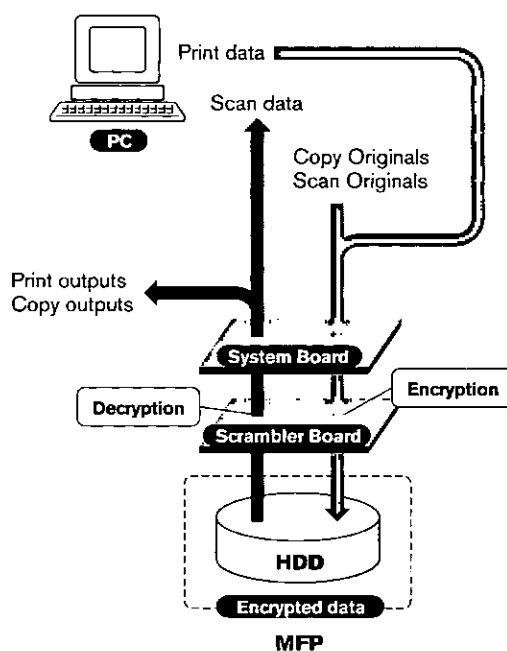 Print data
Scan data
PC
Copy Originals
Scan Originals
Print outputs
Copy outputs
System Board
Decryption
Encryption
Scrambler Board
HDD
Encrypted data
MFP